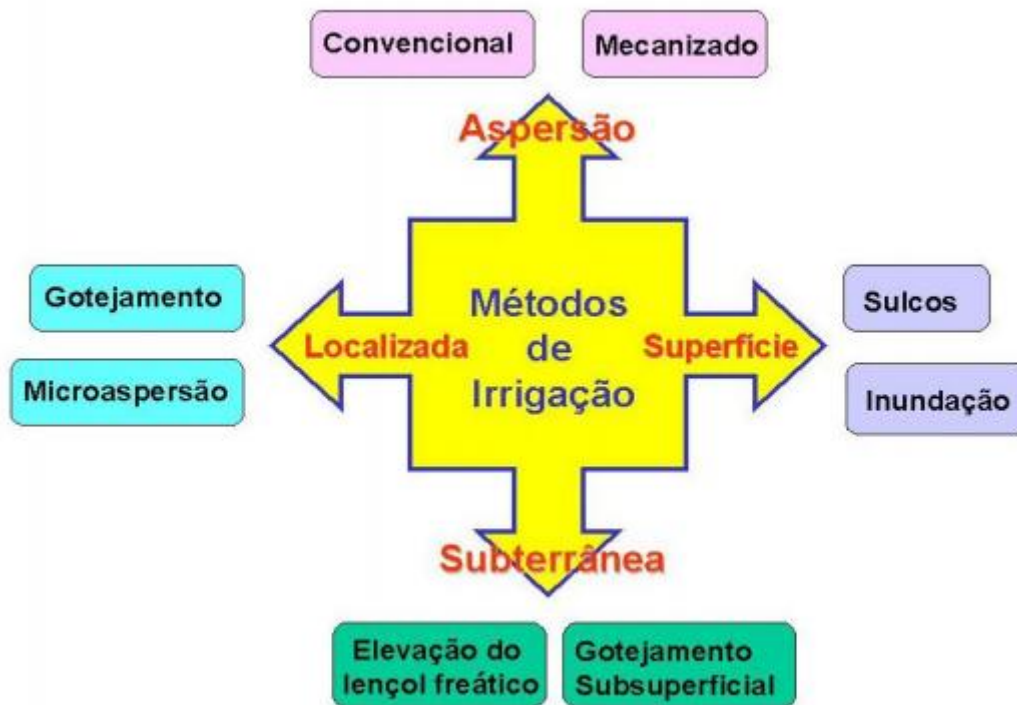 Convencional
Mecanizado
Aspersão
Gotejamento
Microaspersão
Localizada
Métodos
de
Irrigação
Superfície
Sulcos
Inundação
Subterrânea
Elevação do
lençol freático
Gotejamento
Subsuperficial